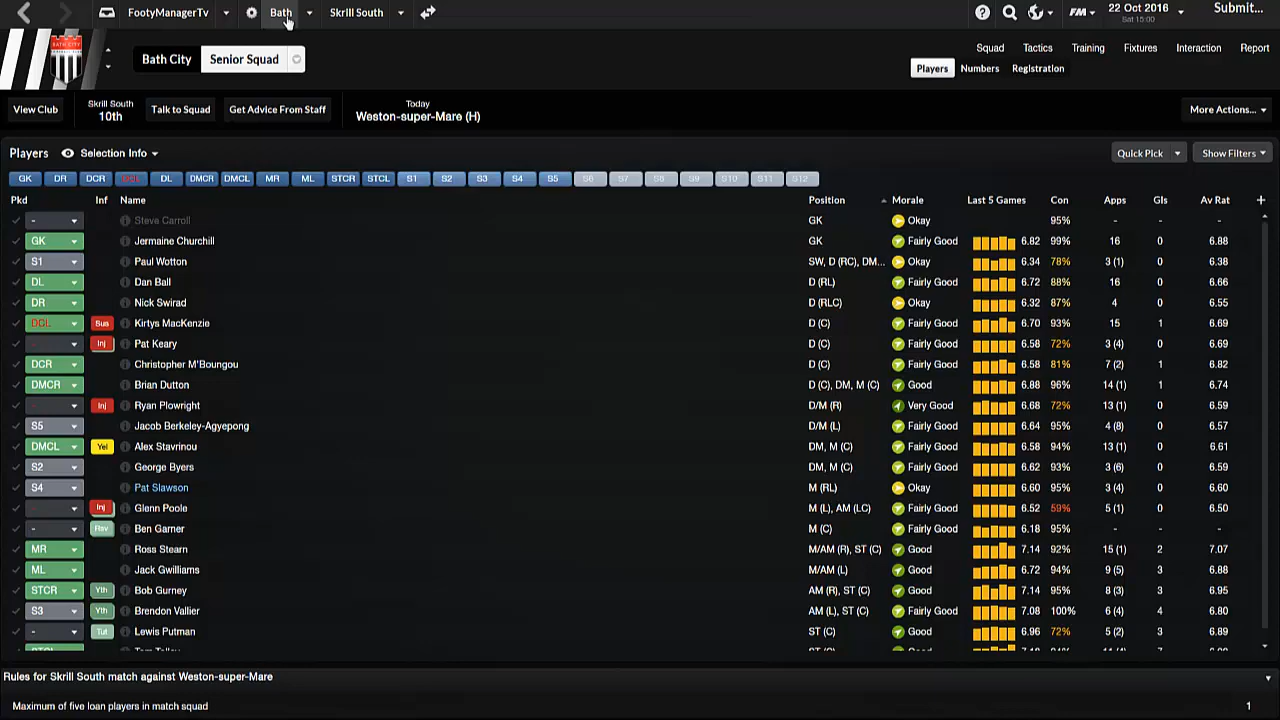 FootyManagerTv Bath Skrill South FM 22 Oct 2016 Sat 15:00 Submit...
BATH CITY
Bath City Senior Squad
Squad Tactics Training Fixtures Interaction Report
Players Numbers Registration
View Club Skrill South 10th Talk to Squad Get Advice From Staff Today Weston-super-Mare (H) More Actions...
Players Selection Info Quick Pick Show Filters
GK DR DCR DCL DL DMCR DMCL MR ML STCR STCL S1 S2 S3 S4 S5 S6 S7 S8 S9 S10 S11 S12
Pkd Inf Name Position Morale Last 5 Games Con Apps Gls Av Rat
- Steve Carroll GK Okay 95% - - -
GK Jermaine Churchill GK Fairly Good 6.82 99% 16 0 6.88
S1 Paul Wotton SW, D (RC), DM... Okay 6.34 78% 3 (1) 0 6.38
DL Dan Ball D (RL) Fairly Good 6.72 88% 16 0 6.66
DR Nick Swirad D (RLC) Okay 6.32 87% 4 0 6.55
DCL Sus Kirtys MacKenzie D (C) Fairly Good 6.70 93% 15 1 6.69
- Inj Pat Keary D (C) Fairly Good 6.58 72% 3 (4) 0 6.69
DCR Christopher M'Boungou D (C) Fairly Good 6.58 81% 7 (2) 1 6.82
DMCR Brian Dutton D (C), DM, M (C) Good 6.88 96% 14 (1) 1 6.74
- Inj Ryan Plowright D/M (R) Very Good 6.68 72% 13 (1) 0 6.59
S5 Jacob Berkeley-Agyepong D/M (L) Fairly Good 6.64 95% 4 (8) 0 6.57
DMCL Yel Alex Stavrinou DM, M (C) Fairly Good 6.58 94% 13 (1) 0 6.61
S2 George Byers DM, M (C) Fairly Good 6.62 93% 3 (6) 0 6.59
S4 Pat Slawson M (RL) Okay 6.60 95% 3 (4) 0 6.60
- Inj Glenn Poole M (L), AM (LC) Fairly Good 6.52 59% 5 (1) 0 6.50
- Rsv Ben Garner M (C) Fairly Good 6.18 95% - - -
MR Ross Stearn M/AM (R), ST (C) Good 7.14 92% 15 (1) 2 7.07
ML Jack Gwilliams M/AM (L) Good 6.72 94% 9 (5) 3 6.88
STCR Yth Bob Gurney AM (R), ST (C) Good 7.14 95% 8 (3) 3 6.95
S3 Yth Brendon Vallier AM (L), ST (C) Fairly Good 7.08 100% 6 (4) 4 6.80
- Tut Lewis Putman ST (C) Good 6.96 72% 5 (2) 3 6.89
Rules for Skrill South match against Weston-super-Mare
Maximum of five loan players in match squad 1